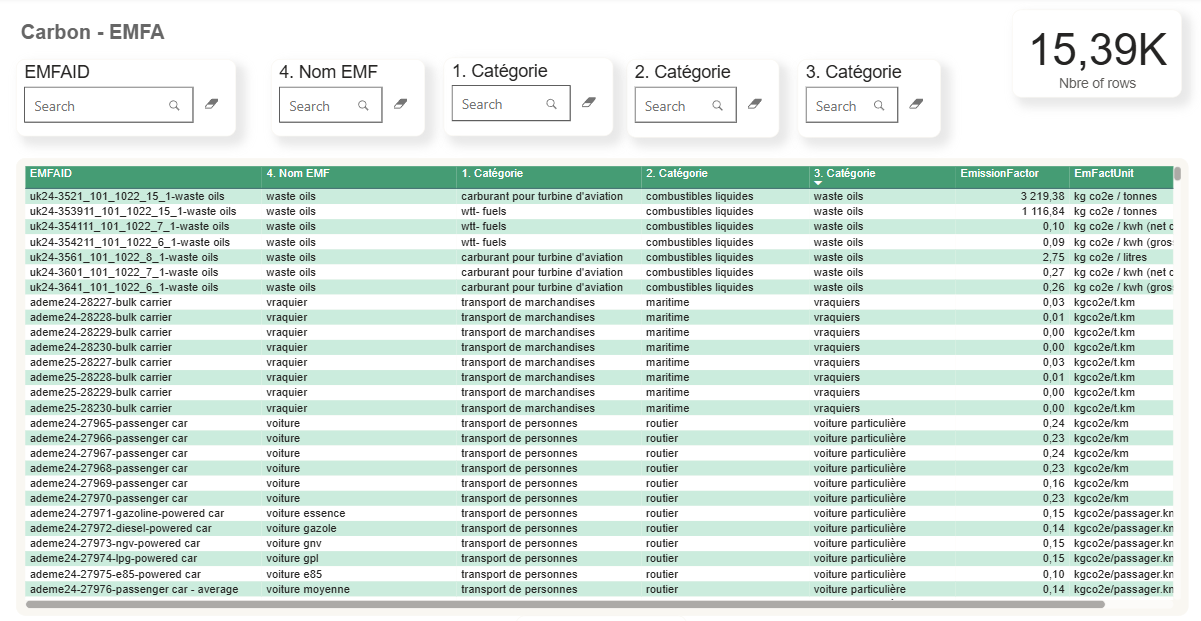 Carbon - EMFA
15,39K
Nbre of rows
EMFAID
4. Nom EMF
1. Catégorie
2. Catégorie
3. Catégorie
Search
Search
Search
Search
Search
EMFAID 4. Nom EMF 1. Catégorie 2. Catégorie 3. Catégorie EmissionFactor EmFactUnit
uk24-3521_101_1022_15_1-waste oils waste oils carburant pour turbine d'aviation combustibles liquides waste oils 3 219,38 kg co2e / tonnes
uk24-353911_101_1022_15_1-waste oils waste oils wtt- fuels combustibles liquides waste oils 1 116,84 kg co2e / tonnes
uk24-354111_101_1022_7_1-waste oils waste oils wtt- fuels combustibles liquides waste oils 0,10 kg co2e / kwh (net c
uk24-354211_101_1022_6_1-waste oils waste oils wtt- fuels combustibles liquides waste oils 0,09 kg co2e / kwh (gros
uk24-3561_101_1022_8_1-waste oils waste oils carburant pour turbine d'aviation combustibles liquides waste oils 2,75 kg co2e / litres
uk24-3601_101_1022_7_1-waste oils waste oils carburant pour turbine d'aviation combustibles liquides waste oils 0,27 kg co2e / kwh (net c
uk24-3641_101_1022_6_1-waste oils waste oils carburant pour turbine d'aviation combustibles liquides waste oils 0,26 kg co2e / kwh (gros
ademe24-28227-bulk carrier vraquier transport de marchandises maritime vraquiers 0,03 kgco2e/t.km
ademe24-28228-bulk carrier vraquier transport de marchandises maritime vraquiers 0,01 kgco2e/t.km
ademe24-28229-bulk carrier vraquier transport de marchandises maritime vraquiers 0,00 kgco2e/t.km
ademe24-28230-bulk carrier vraquier transport de marchandises maritime vraquiers 0,00 kgco2e/t.km
ademe25-28227-bulk carrier vraquier transport de marchandises maritime vraquiers 0,03 kgco2e/t.km
ademe25-28228-bulk carrier vraquier transport de marchandises maritime vraquiers 0,01 kgco2e/t.km
ademe25-28229-bulk carrier vraquier transport de marchandises maritime vraquiers 0,00 kgco2e/t.km
ademe25-28230-bulk carrier vraquier transport de marchandises maritime vraquiers 0,00 kgco2e/t.km
ademe24-27965-passenger car voiture transport de personnes routier voiture particulière 0,24 kgco2e/km
ademe24-27966-passenger car voiture transport de personnes routier voiture particulière 0,23 kgco2e/km
ademe24-27967-passenger car voiture transport de personnes routier voiture particulière 0,24 kgco2e/km
ademe24-27968-passenger car voiture transport de personnes routier voiture particulière 0,23 kgco2e/km
ademe24-27969-passenger car voiture transport de personnes routier voiture particulière 0,16 kgco2e/km
ademe24-27970-passenger car voiture transport de personnes routier voiture particulière 0,23 kgco2e/km
ademe24-27971-gazoline-powered car voiture essence transport de personnes routier voiture particulière 0,15 kgco2e/passager.kn
ademe24-27972-diesel-powered car voiture gazole transport de personnes routier voiture particulière 0,14 kgco2e/passager.kn
ademe24-27973-ngv-powered car voiture gnv transport de personnes routier voiture particulière 0,15 kgco2e/passager.kn
ademe24-27974-lpg-powered car voiture gpl transport de personnes routier voiture particulière 0,15 kgco2e/passager.kn
ademe24-27975-e85-powered car voiture e85 transport de personnes routier voiture particulière 0,10 kgco2e/passager.kn
ademe24-27976-passenger car - average voiture moyenne transport de personnes routier voiture particulière 0,14 kgco2e/passager.kn